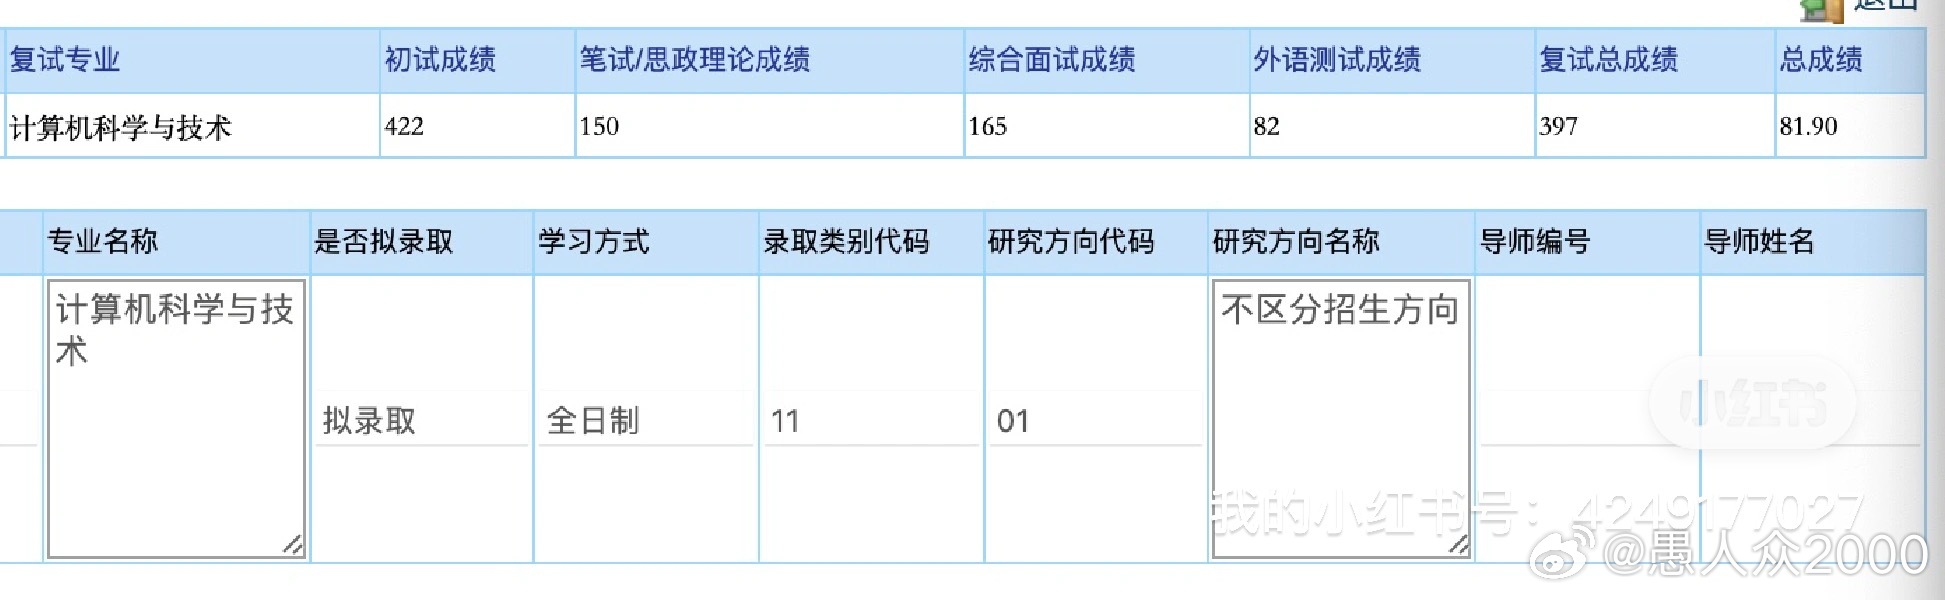 退出
复试专业 初试成绩 笔试/思政理论成绩 综合面试成绩 外语测试成绩 复试总成绩 总成绩
计算机科学与技术 422 150 165 82 397 81.90
专业名称 是否拟录取 学习方式 录取类别代码 研究方向代码 研究方向名称 导师编号 导师姓名
计算机科学与技
术
不区分招生方向
拟录取 全日制 11 01
小红书
我的小红书号：4249177027
@愚人众2000